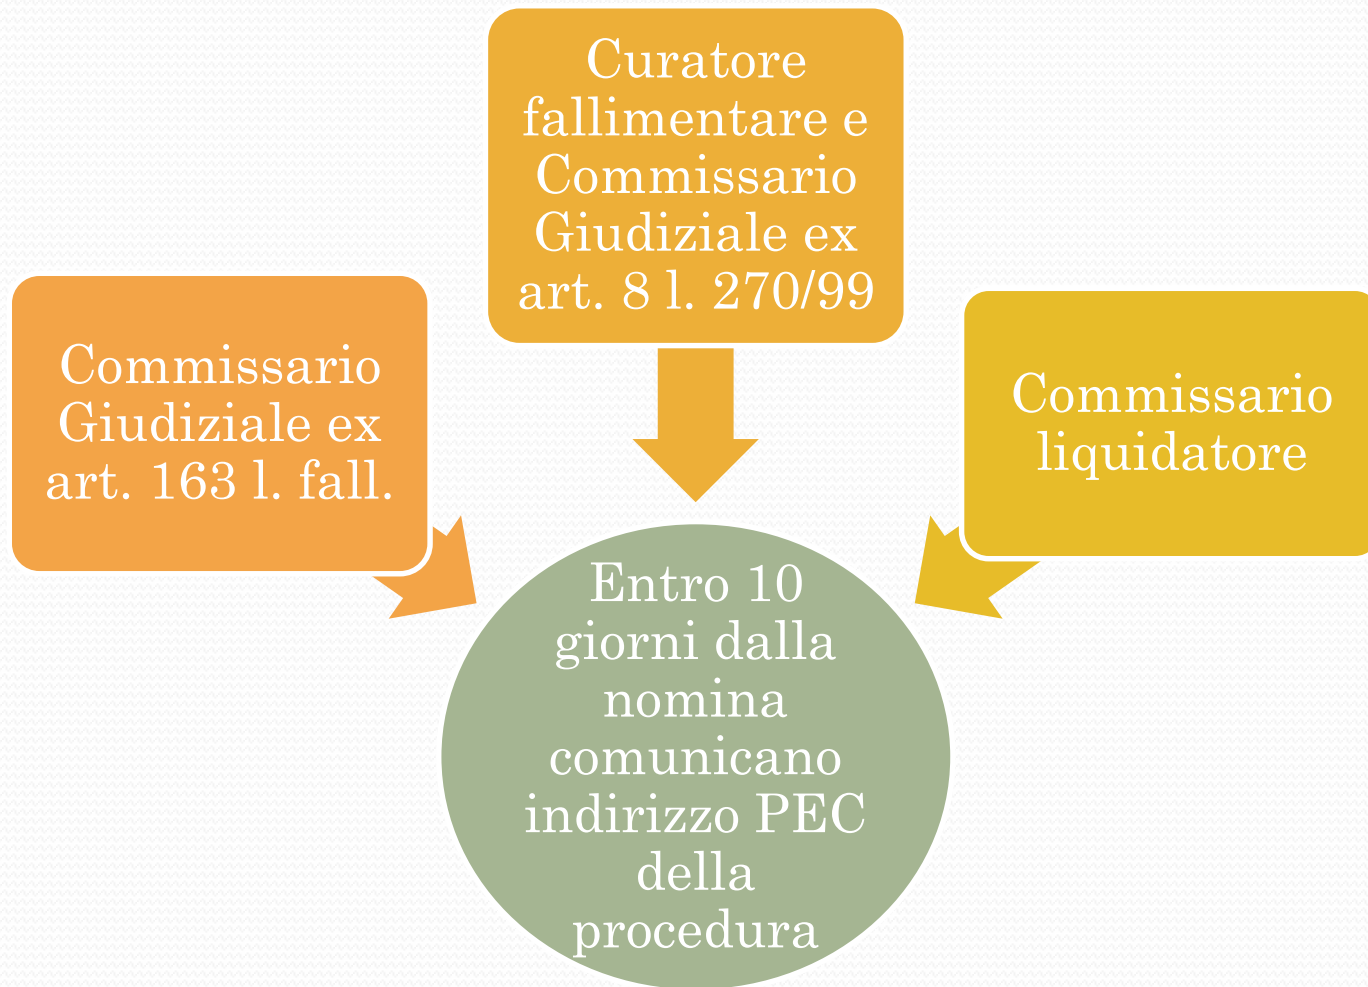 Curatore
fallimentare e
Commissario
Giudiziale ex
art. 8 l. 270/99
Commissario
Giudiziale ex
art. 163 l. fall.
Commissario
liquidatore
Entro 10
giorni dalla
nomina
comunicano
indirizzo PEC
della
procedura